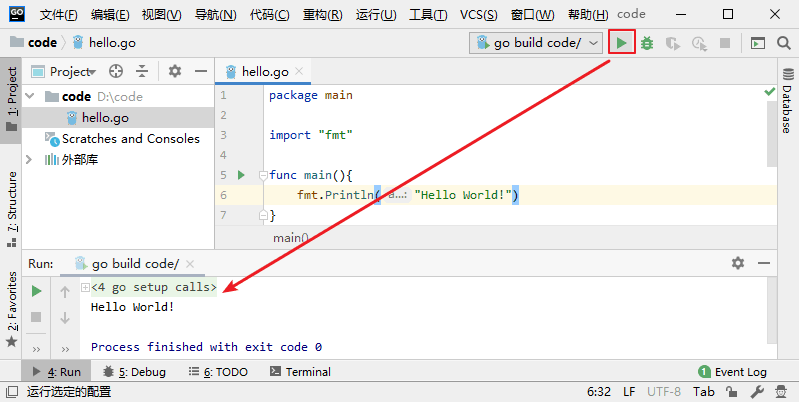 GO 文件(F) 编辑(E) 视图(V) 导航(N) 代码(C) 重构(R) 运行(U) 工具(T) VCS(S) 窗口(W) 帮助(H) code
code hello.go go build code/
1: Project
Project
hello.go
code D:\code
hello.go
Scratches and Consoles
外部库
1 package main
2
3 import "fmt"
4
5 func main(){
6 fmt.Println( a...: "Hello World!")
7 }
main()
Database
7: Structure
2: Favorites
Run: go build code/
<4 go setup calls>
Hello World!
Process finished with exit code 0
4: Run 5: Debug 6: TODO Terminal 1 Event Log
运行选定的配置 6:32 LF UTF-8 Tab